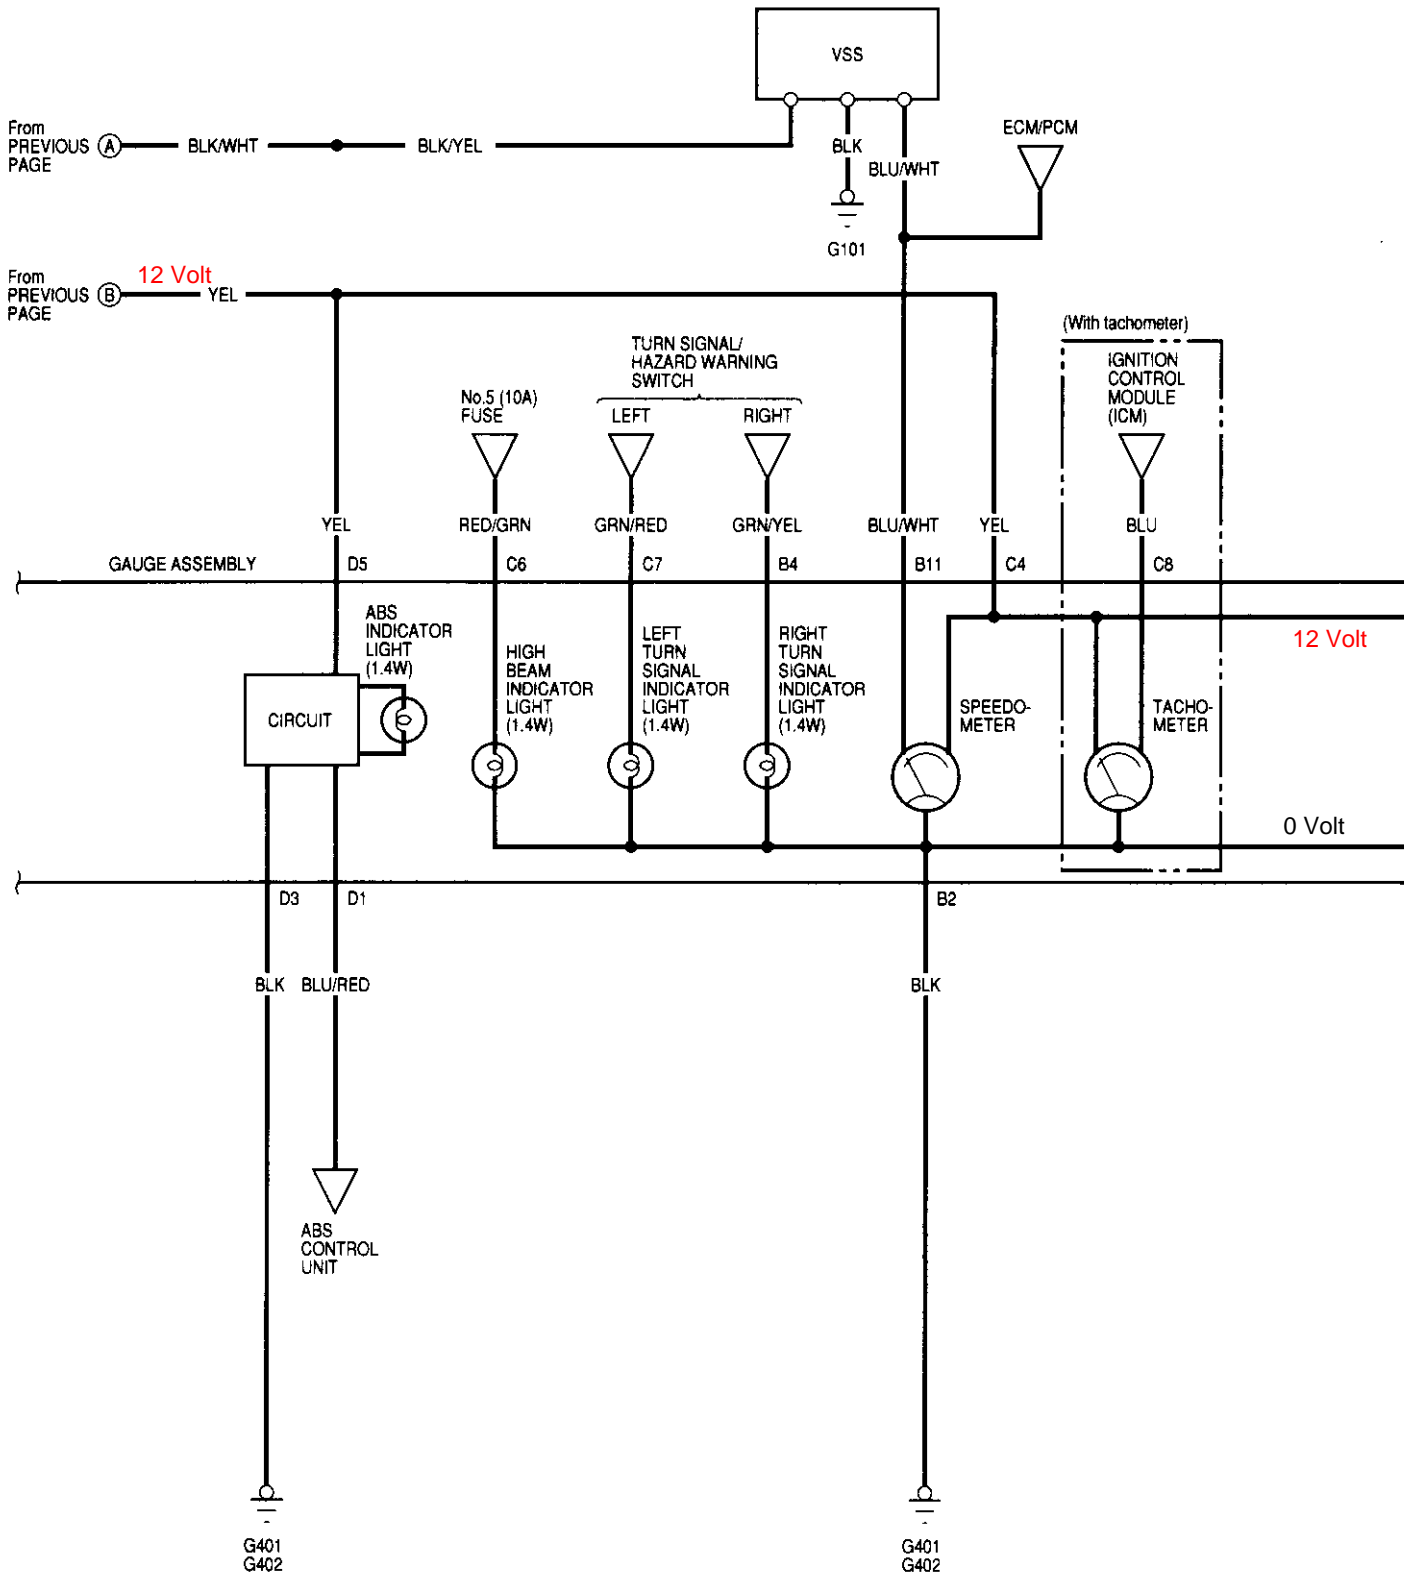 VSS
ECM/PCM
From
PREVIOUS
PAGE
A
BLK/WHT
BLK/YEL
BLK
BLU/WHT
G101
From
PREVIOUS
PAGE
B
12 Volt
YEL
(With tachometer)
TURN SIGNAL/
HAZARD WARNING
SWITCH
IGNITION
CONTROL
MODULE
(ICM)
No.5 (10A)
FUSE
LEFT
RIGHT
YEL
RED/GRN
GRN/RED
GRN/YEL
BLU/WHT
YEL
BLU
GAUGE ASSEMBLY
D5
C6
C7
B4
B11
C4
C8
ABS
INDICATOR
LIGHT
(1.4W)
HIGH
BEAM
INDICATOR
LIGHT
(1.4W)
LEFT
TURN
SIGNAL
INDICATOR
LIGHT
(1.4W)
RIGHT
TURN
SIGNAL
INDICATOR
LIGHT
(1.4W)
12 Volt
CIRCUIT
SPEEDO-
METER
TACHO-
METER
0 Volt
D3
D1
B2
BLK
BLU/RED
BLK
ABS
CONTROL
UNIT
G401
G402
G401
G402